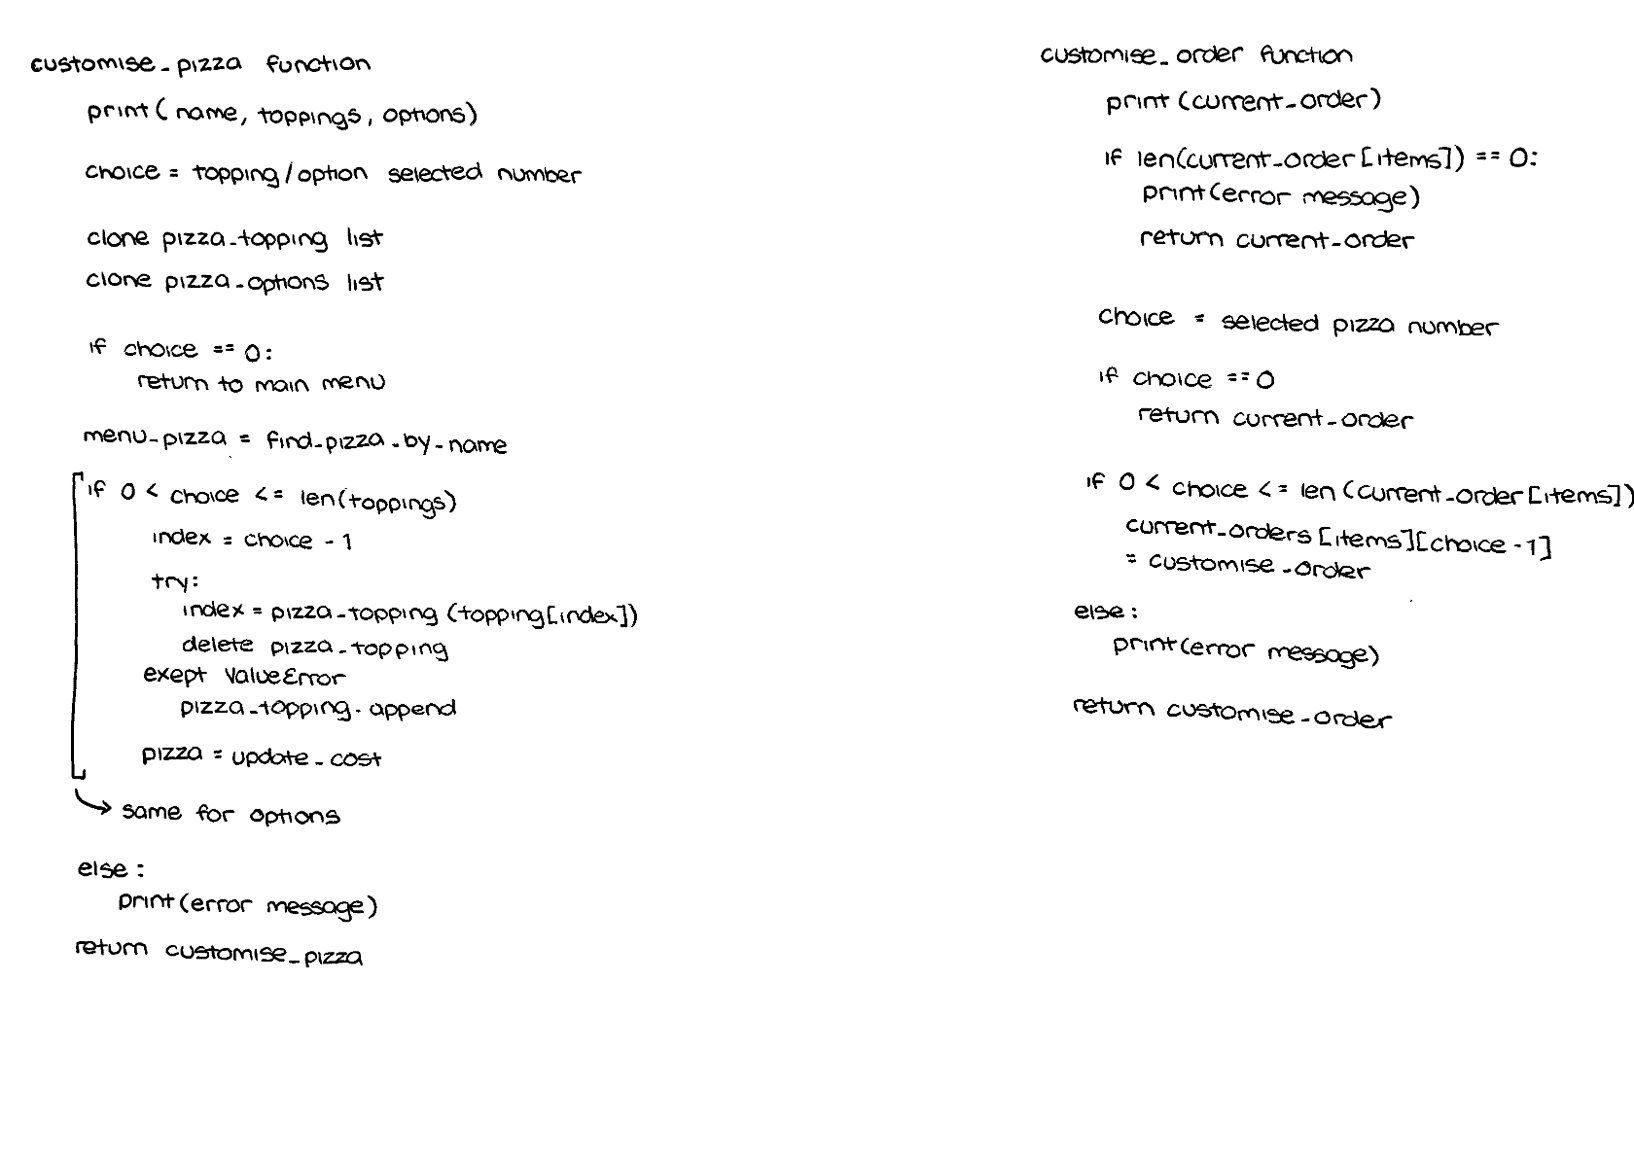 customise_pizza function
print( name, toppings, options)
choice = topping/option selected number
clone pizza_topping list
clone pizza_options list
if choice == 0:
return to main menu
menu_pizza = find_pizza_by_name
if 0 < choice <= len(toppings)
index = choice - 1
try:
index = pizza_topping (topping[index])
delete pizza_topping
exept ValueError
pizza_topping.append
pizza = update_cost
same for options
else:
print(error message)
return customise_pizza
customise_order function
print (current_order)
if len(current_order[items]) == 0:
print(error message)
return current_order
choice = selected pizza number
if choice == 0
return current_order
if 0 < choice <= len (current_order[items])
current_orders[items][choice-1]
= customise_order
else:
print(error message)
return customise_order